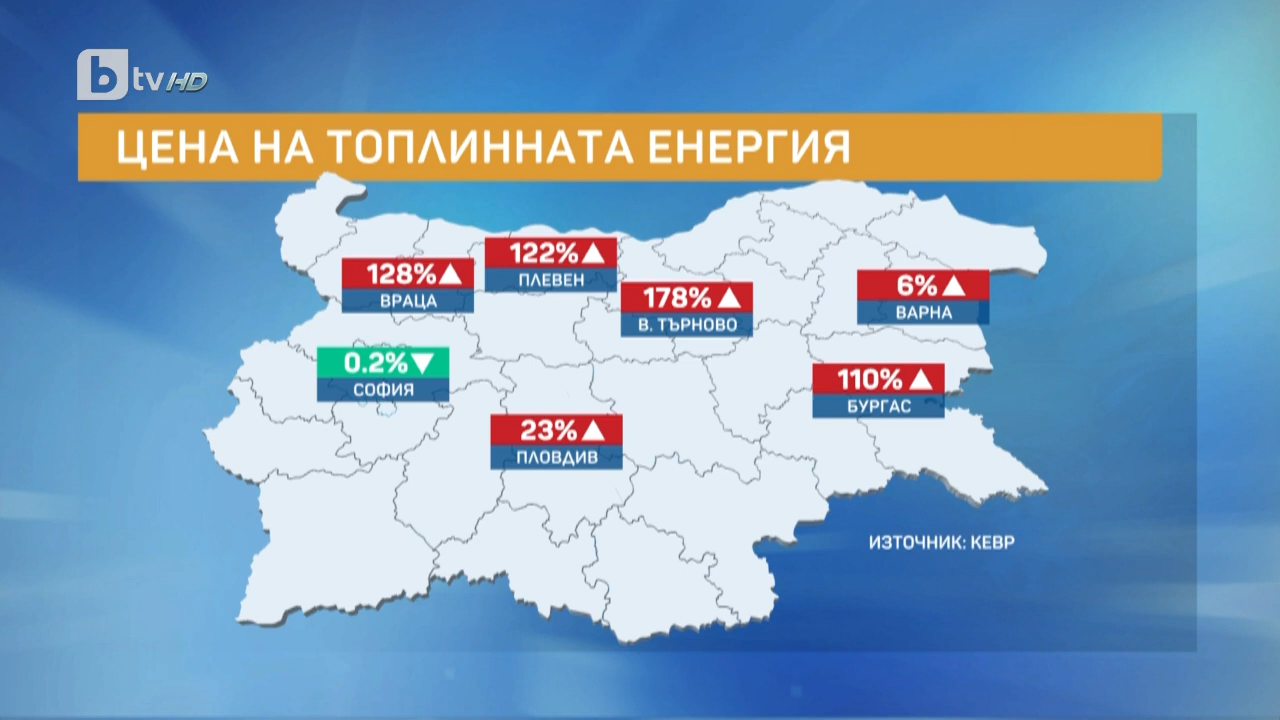 btv HD
ЦЕНА НА ТОПЛИННАТА ЕНЕРГИЯ
122%
ПЛЕВЕН
128%
ВРАЦА
178%
В. ТЪРНОВО
6%
ВАРНА
0.2%
СОФИЯ
110%
БУРГАС
23%
ПЛОВДИВ
ИЗТОЧНИК: КЕВР